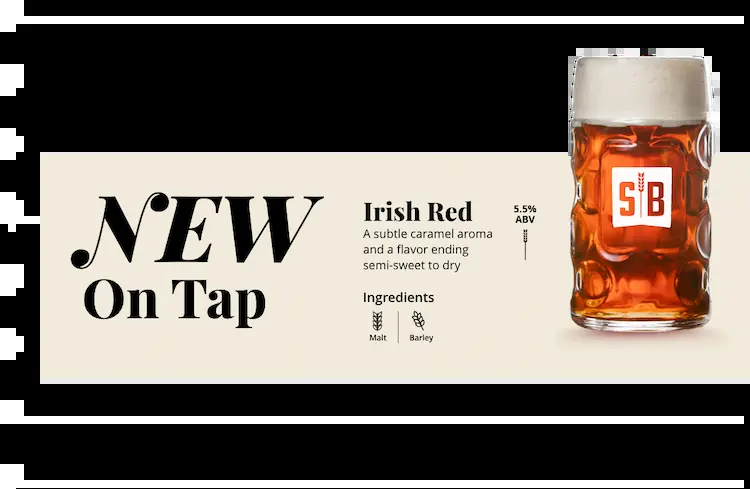 NEW
On Tap
Irish Red
A subtle caramel aroma
and a flavor ending
semi-sweet to dry
5.5%
ABV
Ingredients
Malt
Barley
S B